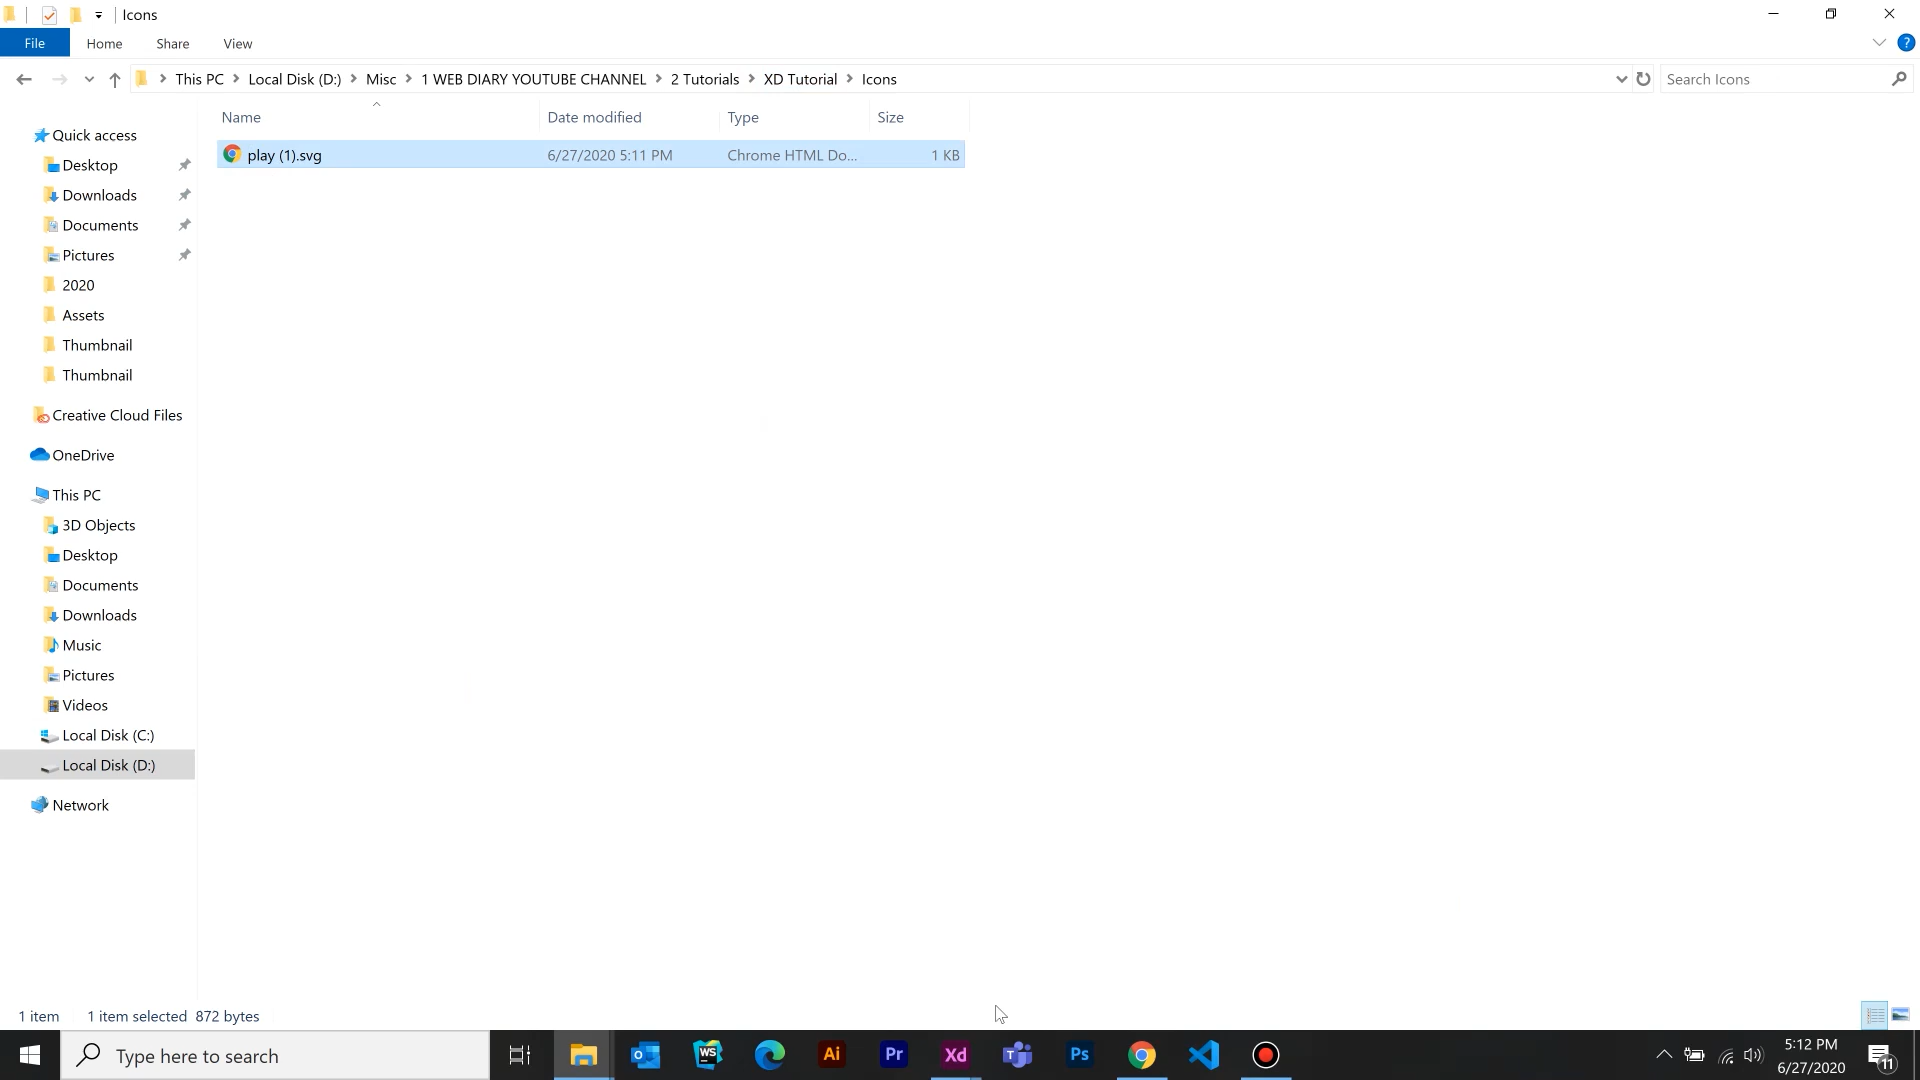 Icons
File Home Share View
This PC Local Disk (D:) Misc 1 WEB DIARY YOUTUBE CHANNEL 2 Tutorials XD Tutorial Icons Search Icons
Name Date modified Type Size
play (1).svg 6/27/2020 5:11 PM Chrome HTML Do... 1 KB
Quick access
Desktop
Downloads
Documents
Pictures
2020
Assets
Thumbnail
Thumbnail
Creative Cloud Files
OneDrive
This PC
3D Objects
Desktop
Documents
Downloads
Music
Pictures
Videos
Local Disk (C:)
Local Disk (D:)
Network
1 item 1 item selected 872 bytes
Type here to search WS Ai Pr Xd Ps 5:12 PM
6/27/2020 11